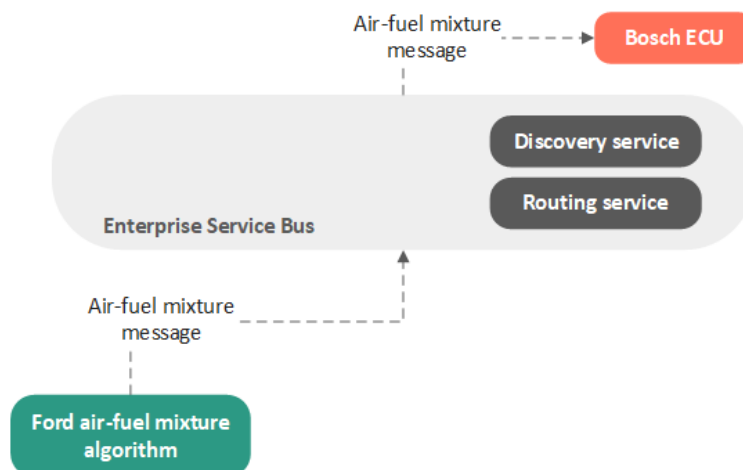 Air-fuel mixture
message
Bosch ECU
Discovery service
Routing service
Enterprise Service Bus
Air-fuel mixture
message
Ford air-fuel mixture
algorithm